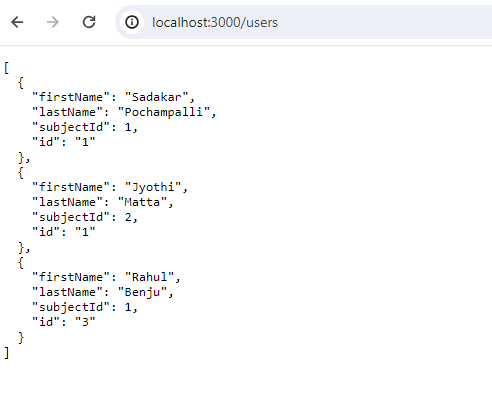 localhost:3000/users
[
  {
    "firstName": "Sadakar",
    "lastName": "Pochampalli",
    "subjectId": 1,
    "id": "1"
  },
  {
    "firstName": "Jyothi",
    "lastName": "Matta",
    "subjectId": 2,
    "id": "1"
  },
  {
    "firstName": "Rahul",
    "lastName": "Benju",
    "subjectId": 1,
    "id": "3"
  }
]